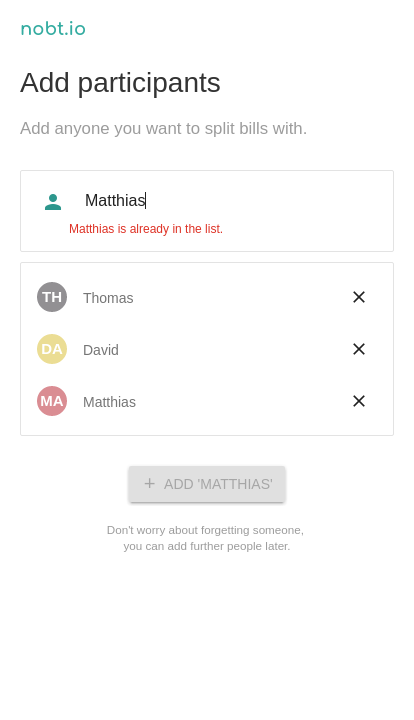 nobt.io
Add participants
Add anyone you want to split bills with.
Matthias
Matthias is already in the list.
TH Thomas
DA David
MA Matthias
+ ADD 'MATTHIAS'
Don't worry about forgetting someone,
you can add further people later.